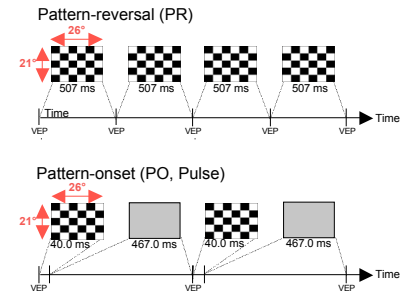 Pattern-reversal (PR)
26°
21°
507 ms 507 ms 507 ms 507 ms
Time Time
VEP VEP VEP VEP VEP
Pattern-onset (PO, Pulse)
26°
21°
40.0 ms 467.0 ms 40.0 ms 467.0 ms
Time
VEP VEP VEP